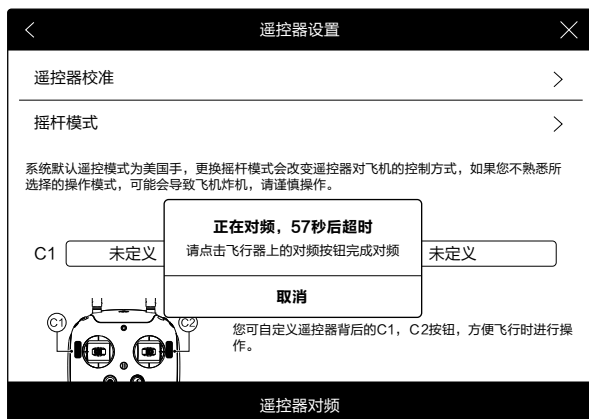 遥控器设置
遥控器校准
摇杆模式
系统默认遥控模式为美国手，更换摇杆模式会改变遥控器对飞机的控制方式，如果您不熟悉所
选择的操作模式，可能会导致飞机炸机，请谨慎操作。
正在对频，57秒后超时
请点击飞行器上的对频按钮完成对频
C1 未定义 未定义
取消
C1 C2
您可自定义遥控器背后的C1，C2按钮，方便飞行时进行操
作。
遥控器对频